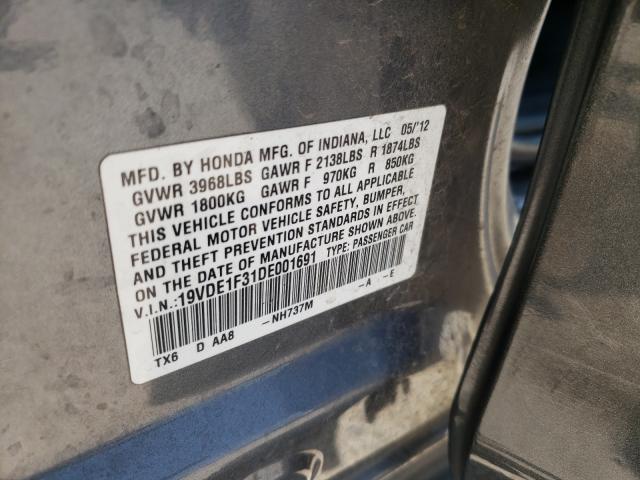 MFD. BY HONDA MFG. OF INDIANA, LLC 05/'12
GVWR 3968LBS GAWR F 2138LBS R 1874LBS
GVWR 1800KG GAWR F 970KG R 850KG
THIS VEHICLE CONFORMS TO ALL APPLICABLE
FEDERAL MOTOR VEHICLE SAFETY, BUMPER,
AND THEFT PREVENTION STANDARDS IN EFFECT
ON THE DATE OF MANUFACTURE SHOWN ABOVE.
V.I.N.:19VDE1F31DE001691 TYPE: PASSENGER CAR
TX6 D AA8 -NH737M -A -E